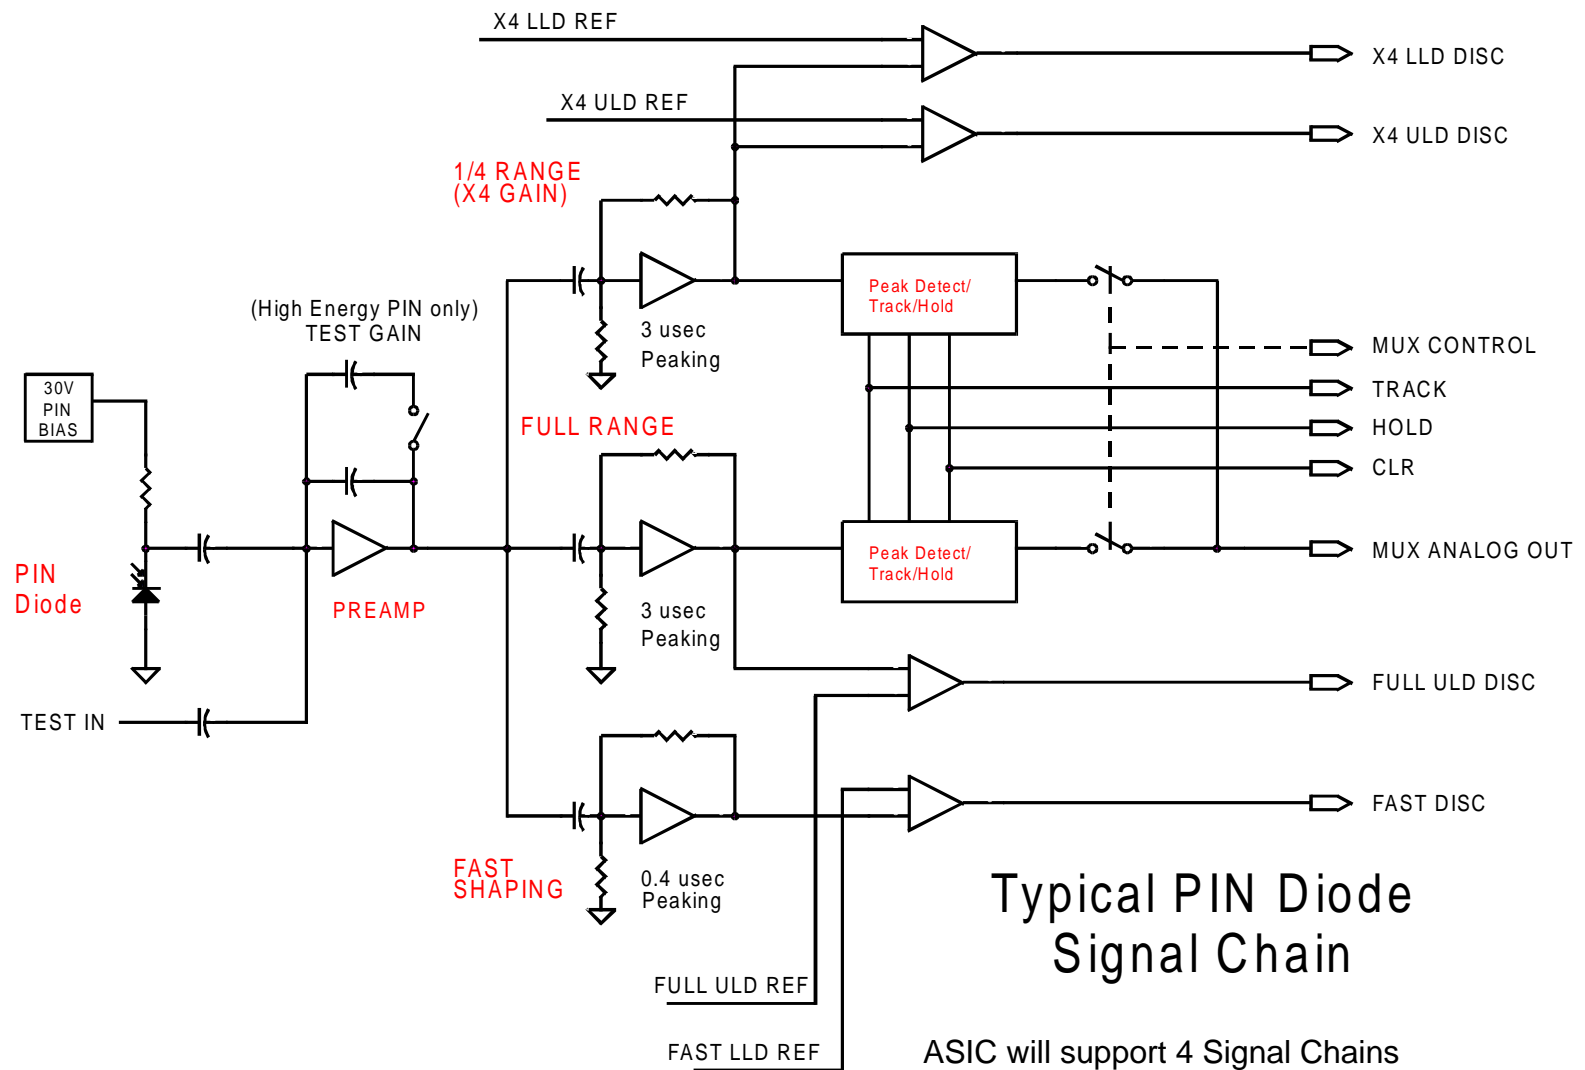 X4 LLD REF
X4 LLD DISC
X4 ULD REF
X4 ULD DISC
1/4 RANGE
(X4 GAIN)
(High Energy PIN only)
TEST GAIN
3 usec
Peaking
Peak Detect/
Track/Hold
MUX CONTROL
TRACK
HOLD
CLR
30V
PIN
BIAS
FULL RANGE
PIN
Diode
PREAMP
3 usec
Peaking
Peak Detect/
Track/Hold
MUX ANALOG OUT
TEST IN
FULL ULD DISC
FAST DISC
FAST
SHAPING
0.4 usec
Peaking
Typical PIN Diode
Signal Chain
FULL ULD REF
FAST LLD REF
ASIC will support 4 Signal Chains